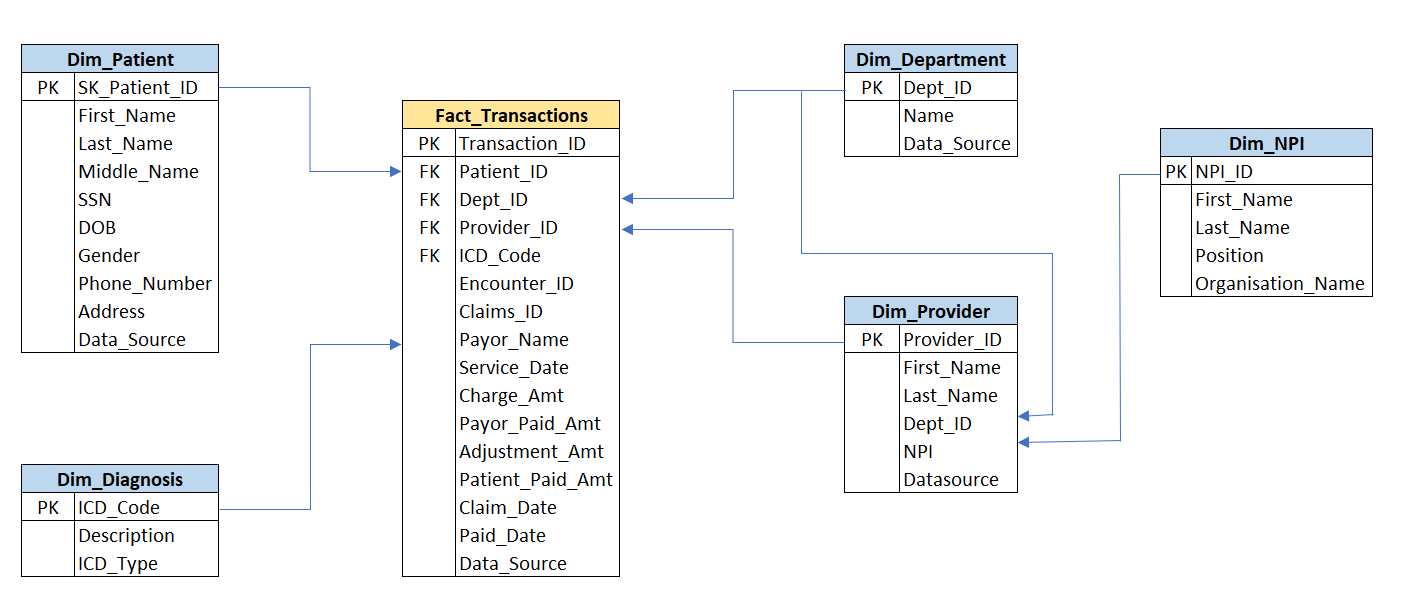 Dim_Patient
PK SK_Patient_ID
First_Name
Last_Name
Middle_Name
SSN
DOB
Gender
Phone_Number
Address
Data_Source
Dim_Diagnosis
PK ICD_Code
Description
ICD_Type
Fact_Transactions
PK Transaction_ID
FK Patient_ID
FK Dept_ID
FK Provider_ID
FK ICD_Code
Encounter_ID
Claims_ID
Payor_Name
Service_Date
Charge_Amt
Payor_Paid_Amt
Adjustment_Amt
Patient_Paid_Amt
Claim_Date
Paid_Date
Data_Source
Dim_Department
PK Dept_ID
Name
Data_Source
Dim_Provider
PK Provider_ID
First_Name
Last_Name
Dept_ID
NPI
Datasource
Dim_NPI
PK NPI_ID
First_Name
Last_Name
Position
Organisation_Name